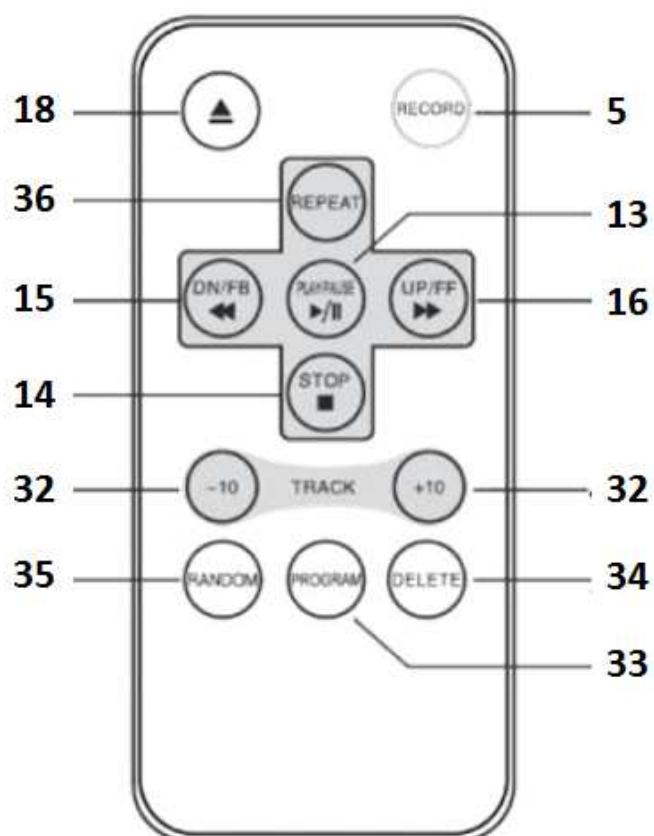 18
RECORD
5
36
REPEAT
13
15
DN/FB
PLAY/PAUSE
UP/FF
16
14
STOP
32
-10
TRACK
+10
32
35
RANDOM
PROGRAM
DELETE
34
33